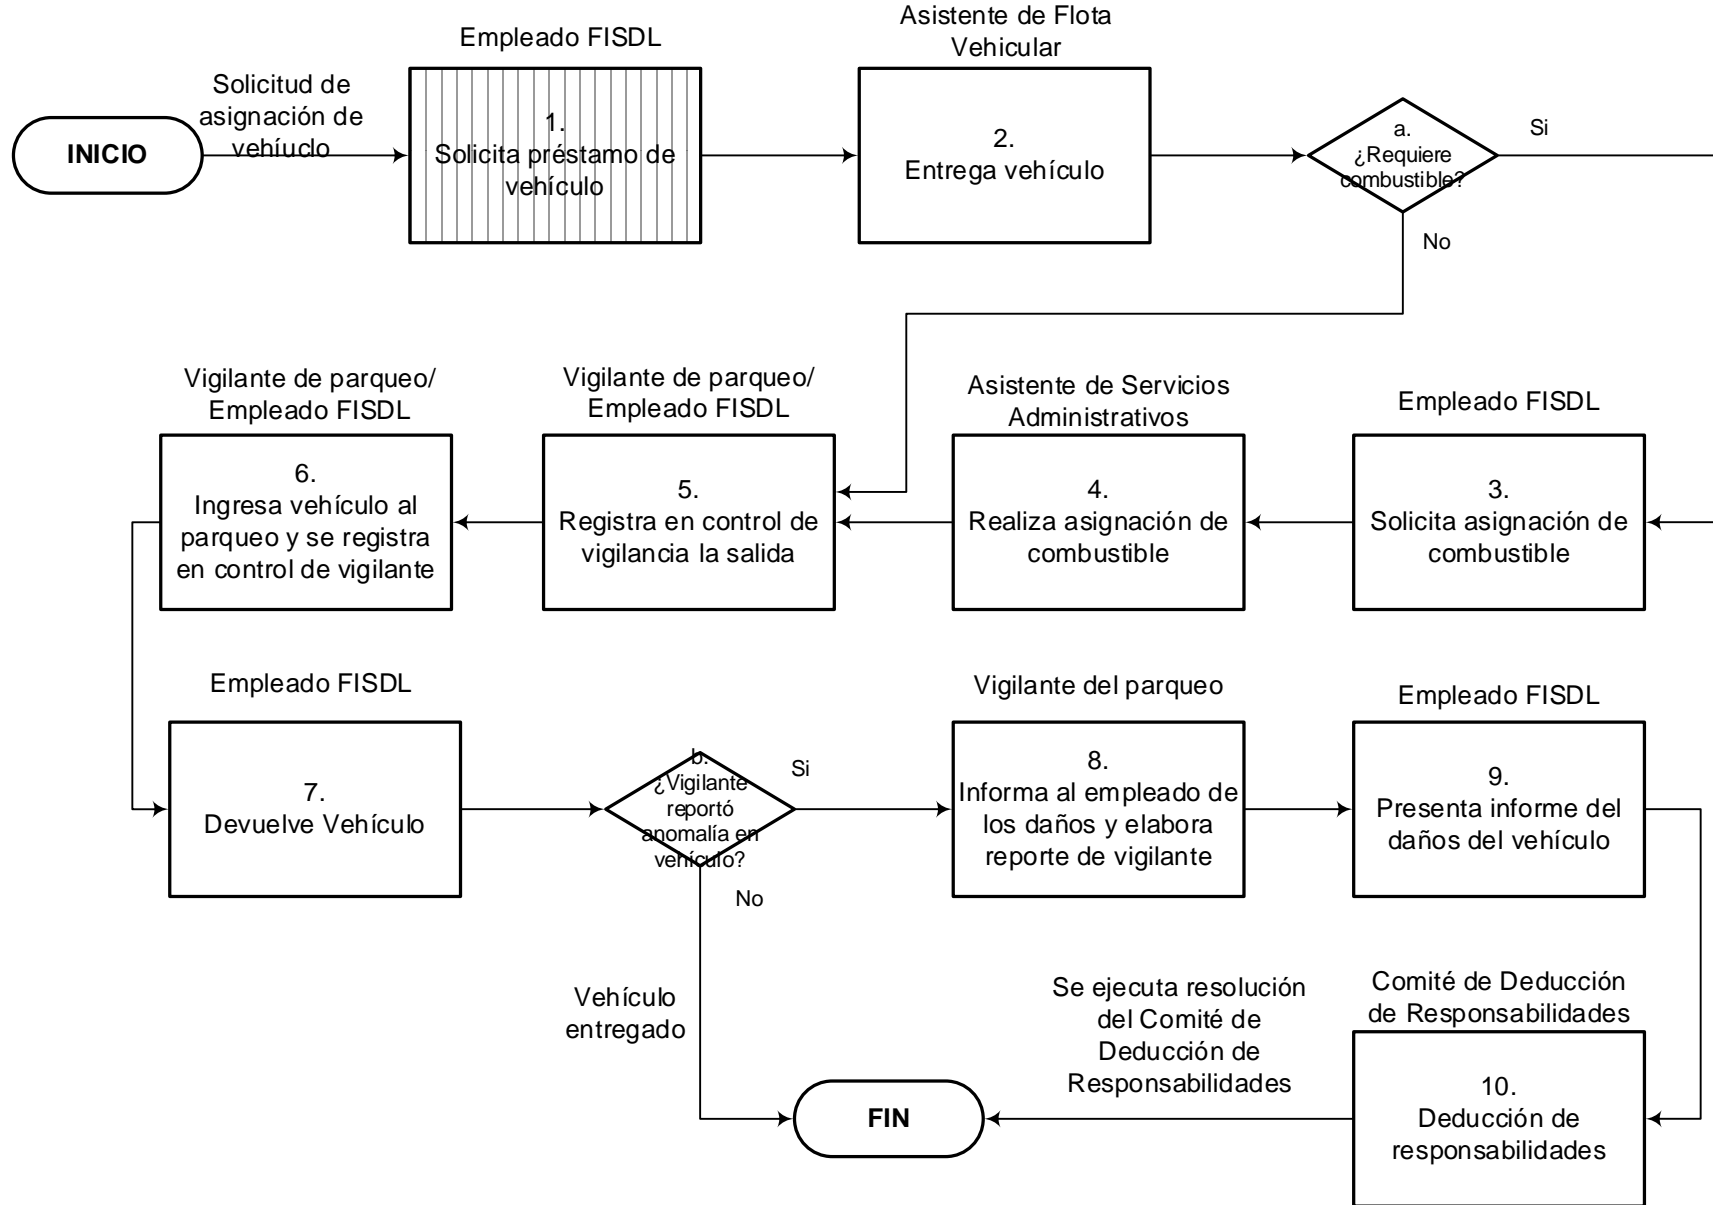 Empleado FISDL
Asistente de Flota
Vehicular
Solicitud de
asignación de
vehíuclo
INICIO
1.
Solicita préstamo de
vehículo
2.
Entrega vehículo
a.
¿Requiere
combustible?
Si
No
Vigilante de parqueo/
Empleado FISDL
Vigilante de parqueo/
Empleado FISDL
Asistente de Servicios
Administrativos
Empleado FISDL
6.
Ingresa vehículo al
parqueo y se registra
en control de vigilante
5.
Registra en control de
vigilancia la salida
4.
Realiza asignación de
combustible
3.
Solicita asignación de
combustible
Empleado FISDL
Vigilante del parqueo
Empleado FISDL
7.
Devuelve Vehículo
b.
¿Vigilante
reportó
anomalía en
vehículo?
Si
No
8.
Informa al empleado de
los daños y elabora
reporte de vigilante
9.
Presenta informe del
daños del vehículo
Vehículo
entregado
Se ejecuta resolución
del Comité de
Deducción de
Responsabilidades
Comité de Deducción
de Responsabilidades
FIN
10.
Deducción de
responsabilidades